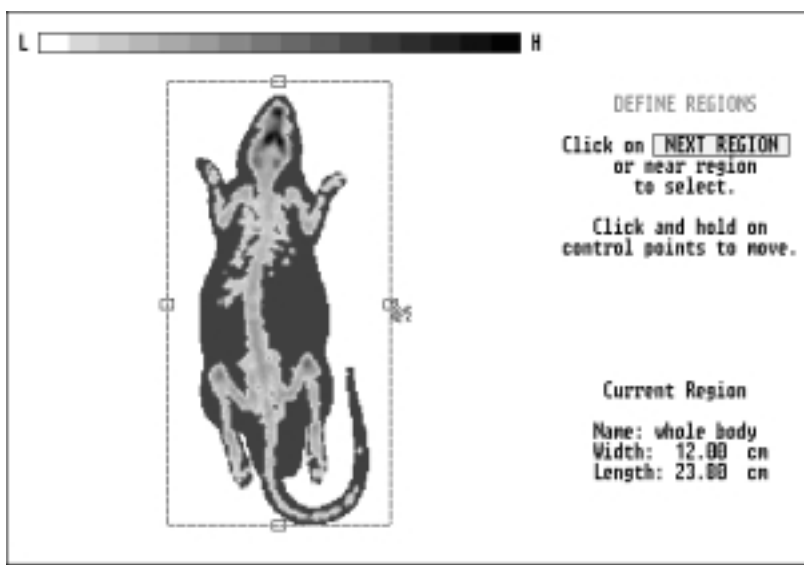 L H
DEFINE REGIONS
Click on NEXT REGION
or near region
to select.
Click and hold on
control points to move.
Current Region
Name: whole body
Width: 12.00 cm
Length: 23.00 cm